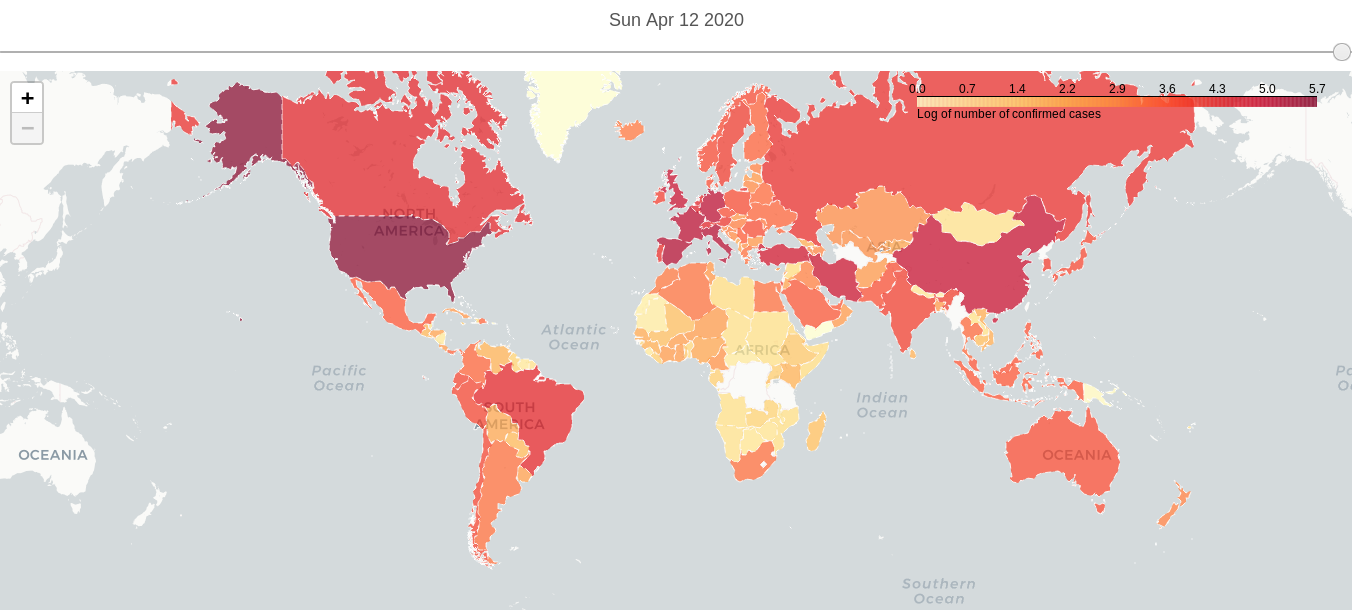 Sun Apr 12 2020
+
−
0.0 0.7 1.4 2.2 2.9 3.6 4.3 5.0 5.7
Log of number of confirmed cases
NORTH
AMERICA
ASIA
Atlantic
Ocean
AFRICA
Pacific
Ocean
Pa
Oc
Indian
Ocean
SOUTH
AMERICA
OCEANIA
OCEANIA
Southern
Ocean